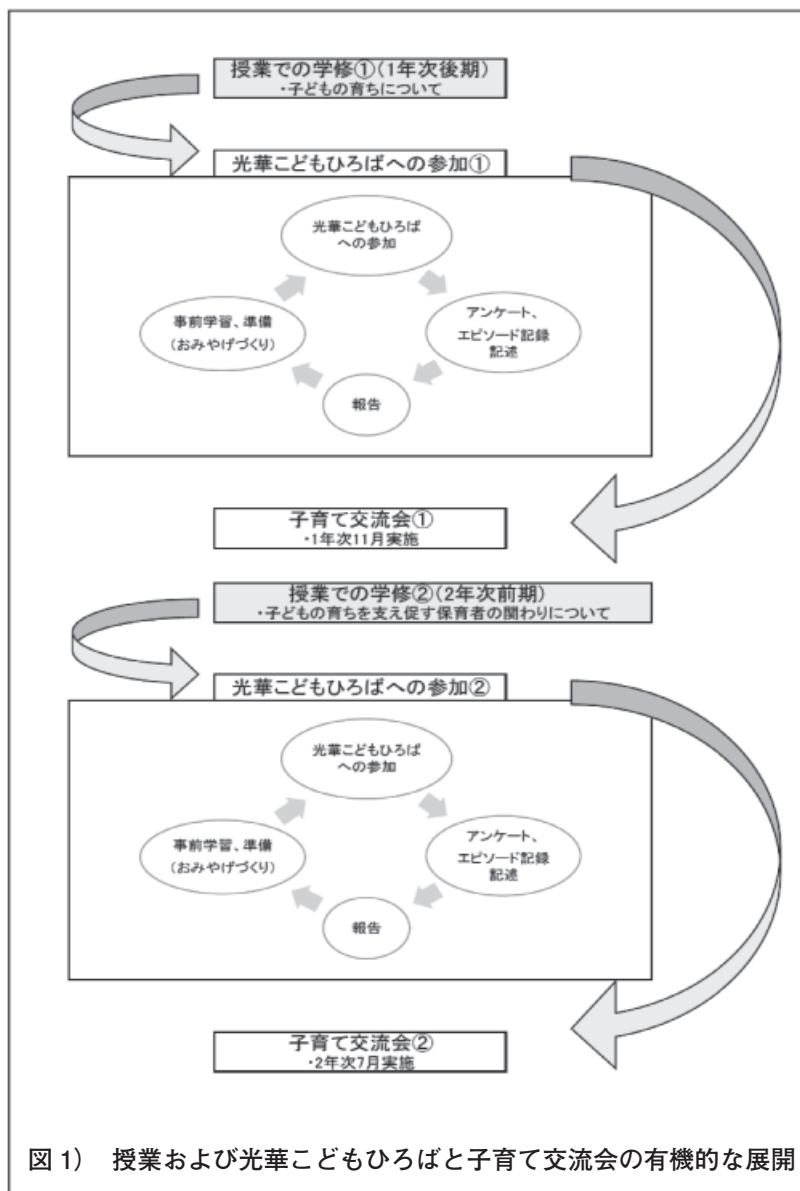 授業での学修①(1年次後期)
・子どもの育ちについて
光華こどもひろばへの参加①
光華こどもひろば
への参加
事前学習、準備
(おみやげづくり)
アンケート、
エピソード記録
記述
報告
子育て交流会①
・1年次11月実施
授業での学修②(2年次前期)
・子どもの育ちを支え促す保育者の関わりについて
光華こどもひろばへの参加②
光華こどもひろば
への参加
事前学習、準備
(おみやげづくり)
アンケート、
エピソード記録
記述
報告
子育て交流会②
・2年次7月実施
図1) 授業および光華こどもひろばと子育て交流会の有機的な展開